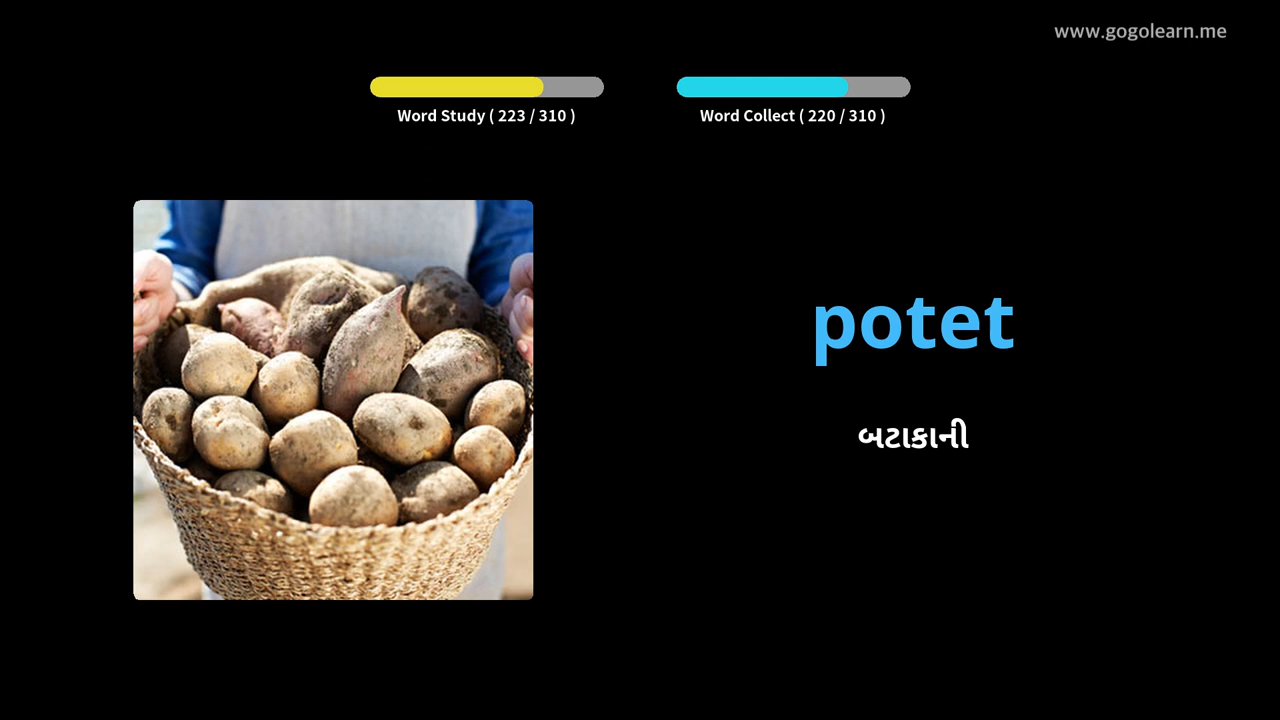 www.gogolearn.me
Word Study ( 223 / 310 )
Word Collect ( 220 / 310 )
potet
બટાકાની